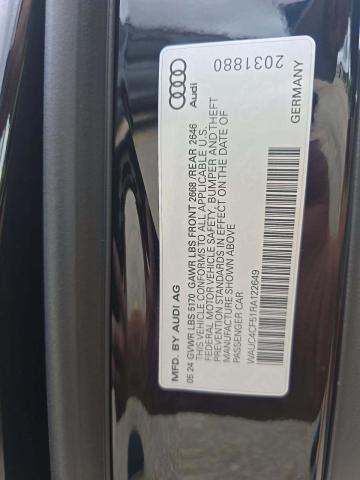 MFD. BY AUDI AG
05 24 GVWR LBS 5170 GAWR LBS FRONT 2668 /REAR 2646
THIS VEHICLE CONFORMS TO ALL APPLICABLE U.S.
FEDERAL MOTOR VEHICLE SAFETY, BUMPER AND THEFT
PREVENTION STANDARDS IN EFFECT ON THE DATE OF
MANUFACTURE SHOWN ABOVE
PASSENGER CAR
WAUCACF51RA122649
GERMANY
Audi
2031880